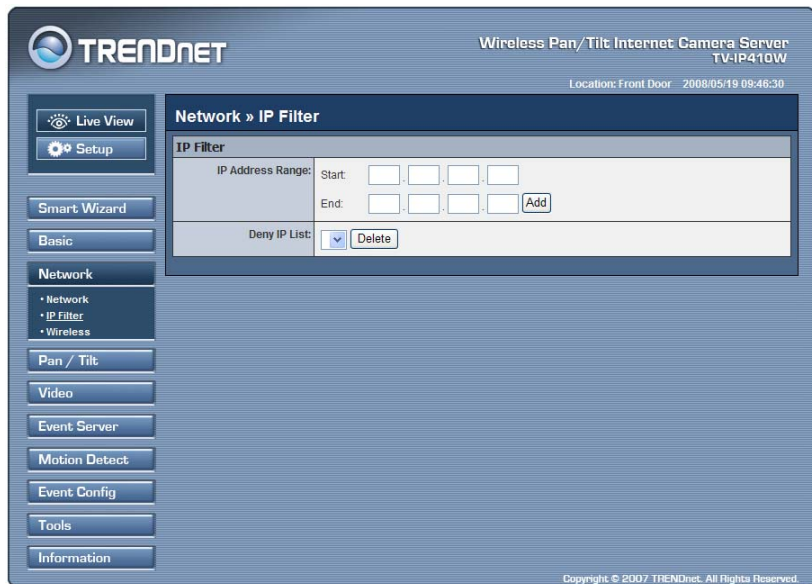 TRENDNET
Wireless Pan/Tilt Internet Camera Server
TV-IP410W
Location: Front Door 2008/05/19 09:46:30
Live View
Setup
Smart Wizard
Basic
Network
• Network
• IP Filter
• Wireless
Pan / Tilt
Video
Event Server
Motion Detect
Event Config
Tools
Information
Network » IP Filter
IP Filter
IP Address Range: Start: . . .
End: . . . Add
Deny IP List: Delete
Copyright © 2007 TRENDnet. All Rights Reserved.